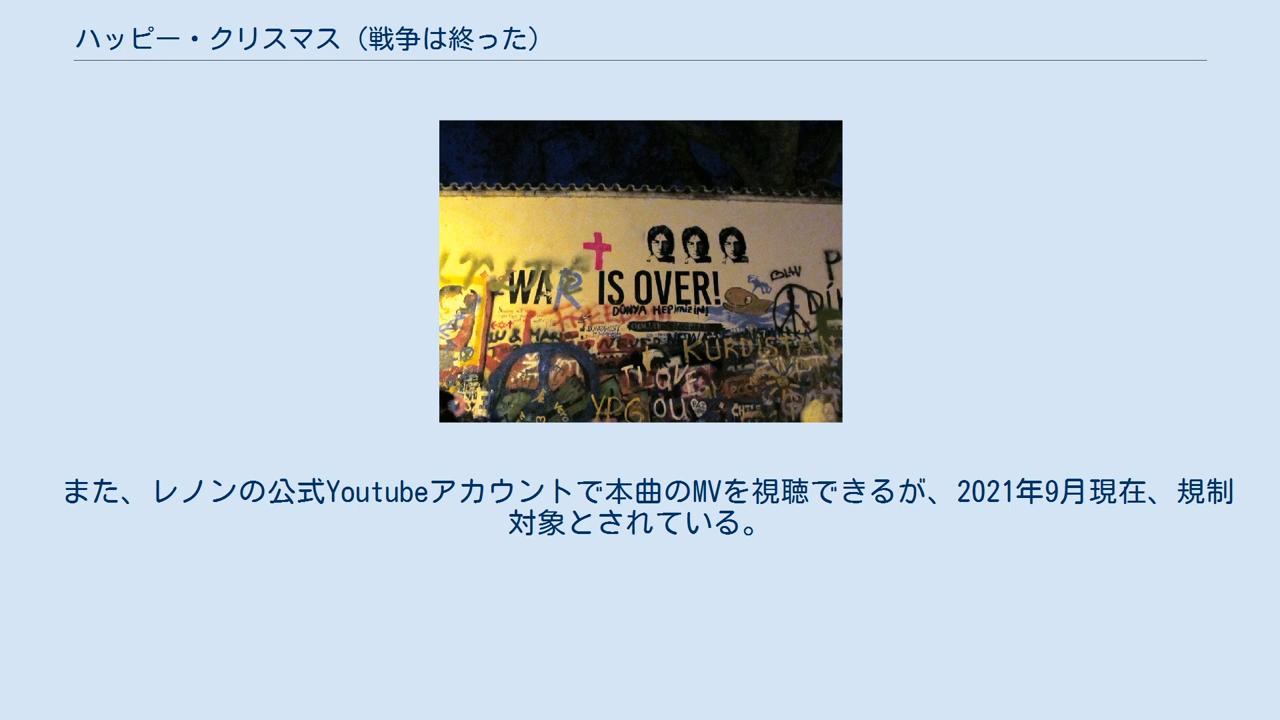 ハッピー・クリスマス（戦争は終った）
WAR IS OVER!
DÜNYA HEPİMİZİN!
KURDISTAN
YPG
また、レノンの公式Youtubeアカウントで本曲のMVを視聴できるが、2021年9月現在、規制
対象とされている。